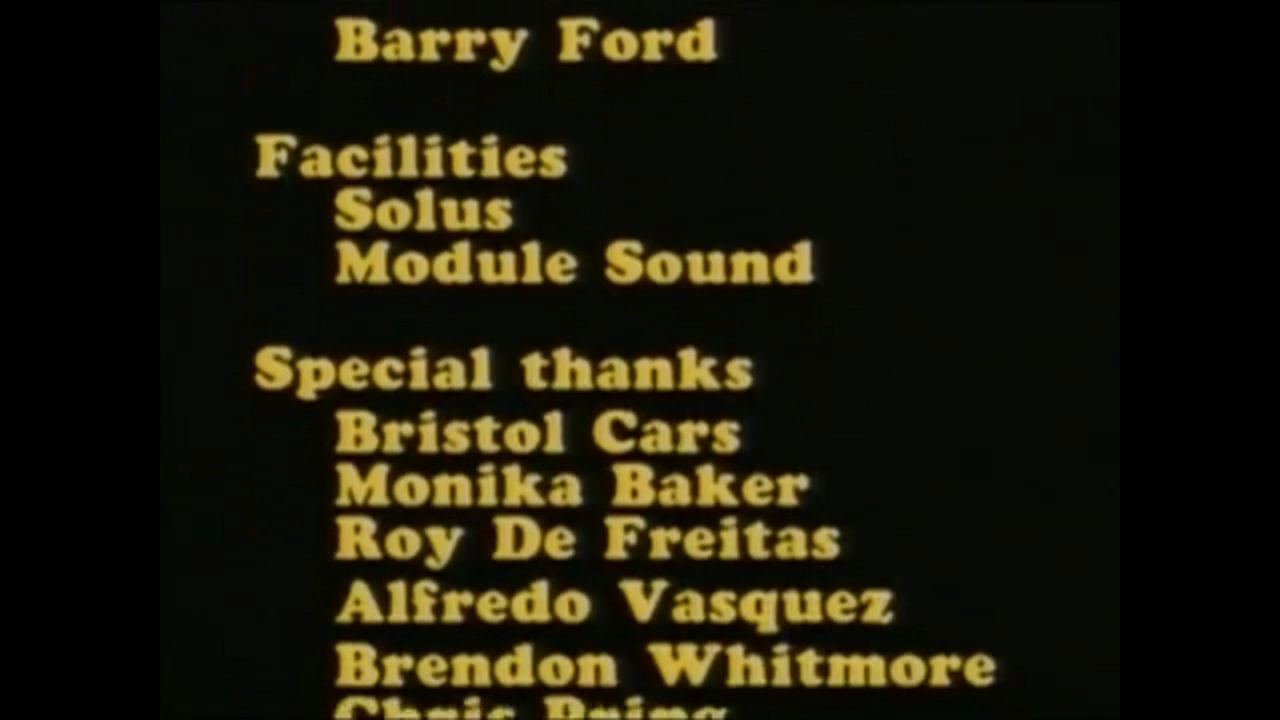 Barry Ford
Facilities
Solus
Module Sound
Special thanks
Bristol Cars
Monika Baker
Roy De Freitas
Alfredo Vasquez
Brendon Whitmore
Chris